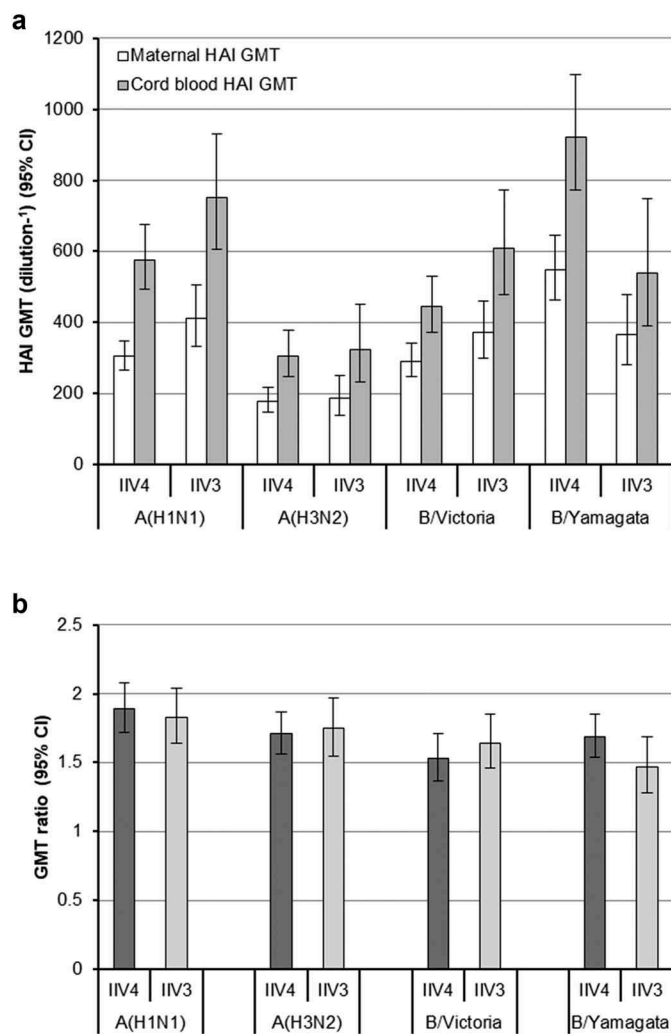 a
1200
1000
800
600
400
200
0
HAI GMT (dilution-¹) (95% CI)
Maternal HAI GMT
Cord blood HAI GMT
IIV4 IIV3 IIV4 IIV3 IIV4 IIV3 IIV4 IIV3
A(H1N1) A(H3N2) B/Victoria B/Yamagata
b
2.5
2
1.5
1
0.5
0
GMT ratio (95% CI)
IIV4 IIV3 IIV4 IIV3 IIV4 IIV3 IIV4 IIV3
A(H1N1) A(H3N2) B/Victoria B/Yamagata